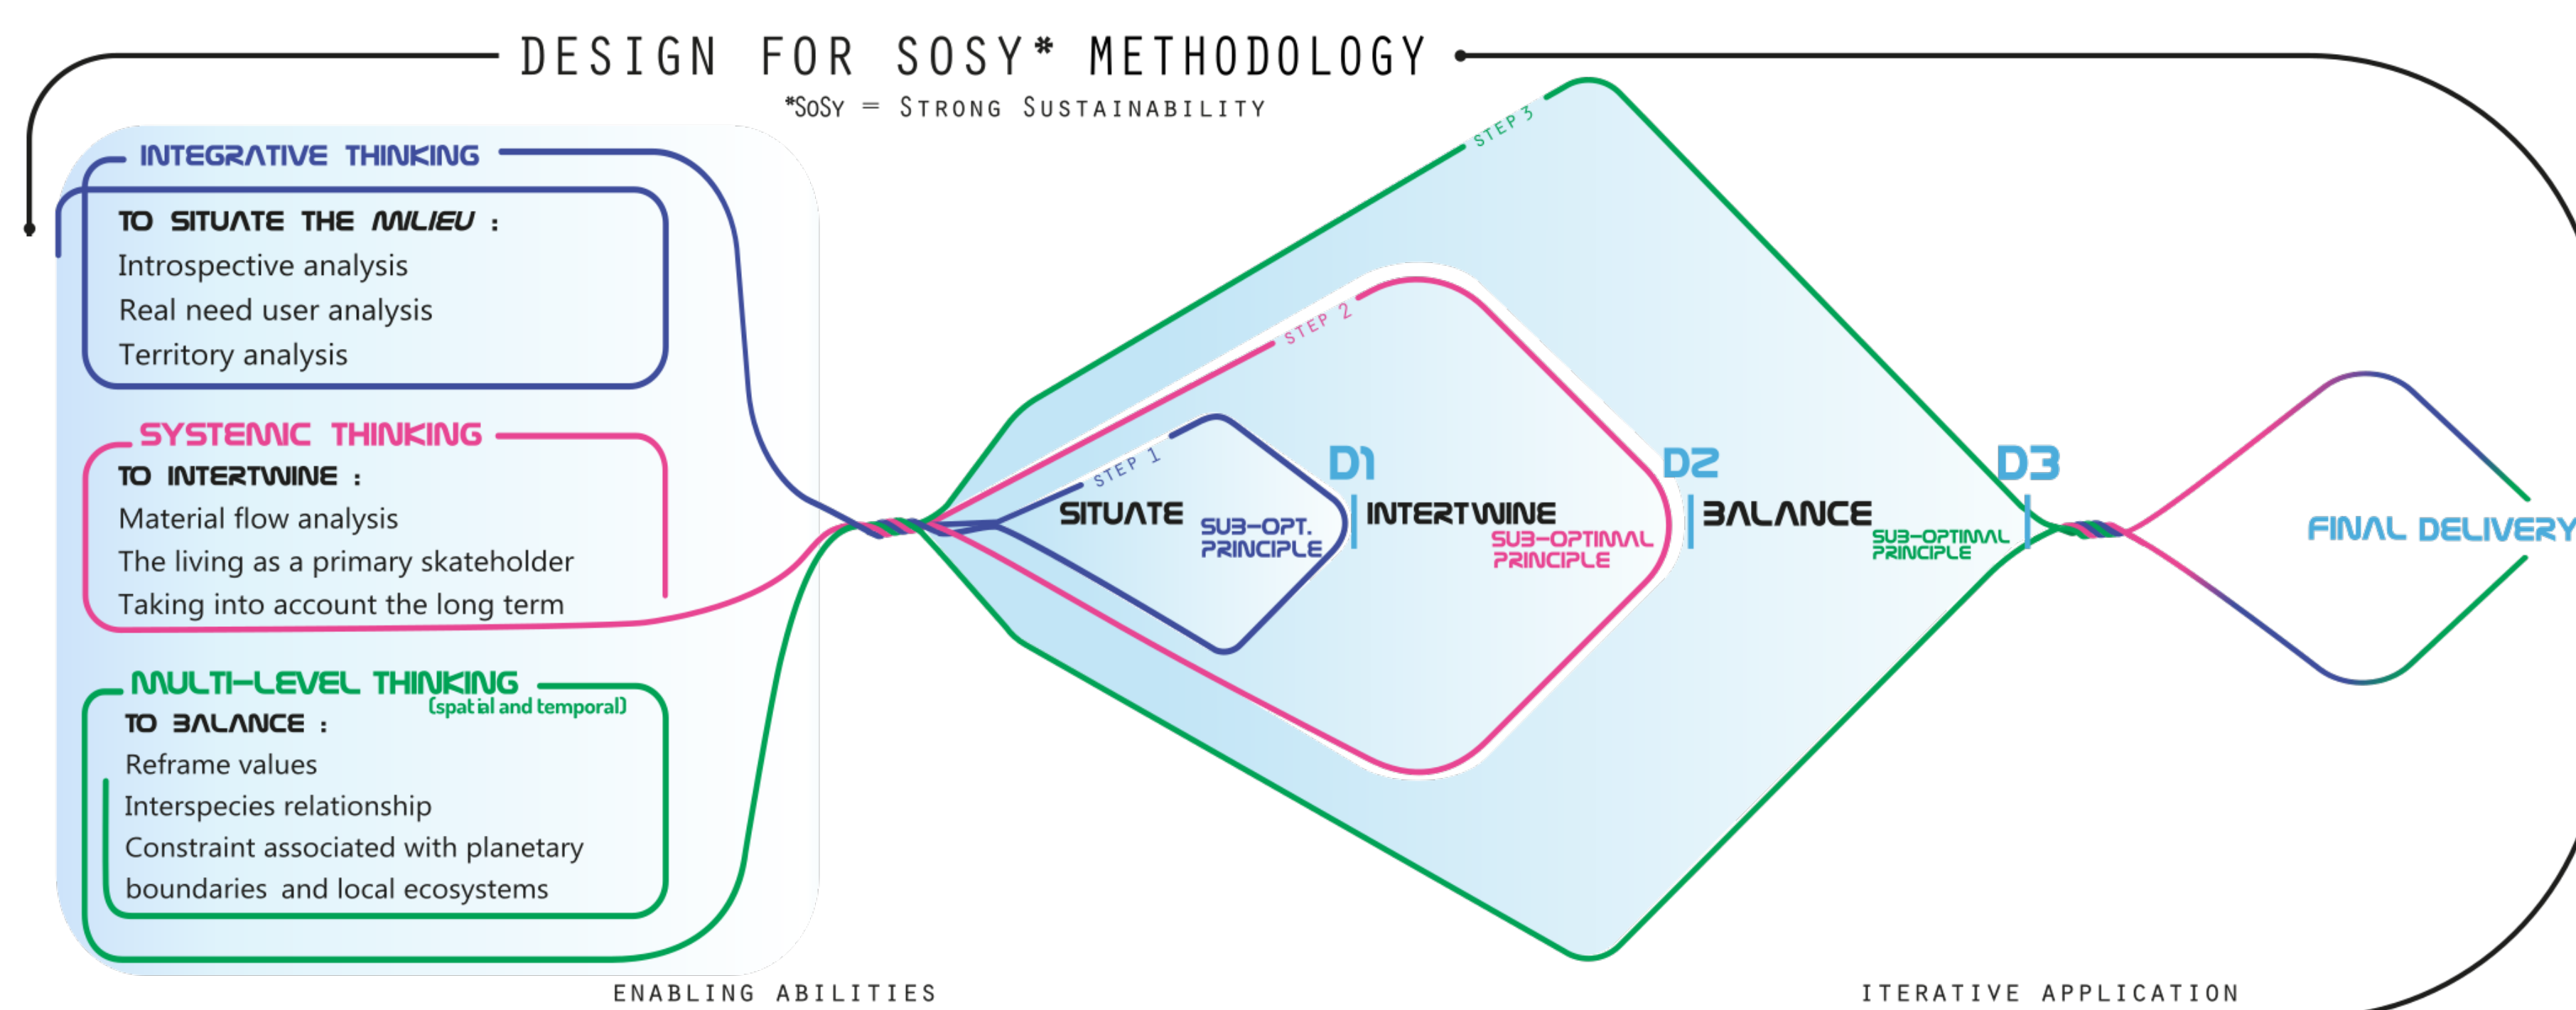 DESIGN FOR SOSY* METHODOLOGY
*SoSy = Strong Sustainability
INTEGRATIVE THINKING
TO SITUATE THE MILIEU :
Introspective analysis
Real need user analysis
Territory analysis
SYSTEMIC THINKING
TO INTERTWINE :
Material flow analysis
The living as a primary skateholder
Taking into account the long term
MULTI-LEVEL THINKING
(spatial and temporal)
TO BALANCE :
Reframe values
Interspecies relationship
Constraint associated with planetary
boundaries and local ecosystems
ENABLING ABILITIES
STEP 1
SITUATE
SUB-OPT.
PRINCIPLE
D1
STEP 2
INTERTWINE
SUB-OPTIMAL
PRINCIPLE
D2
STEP 3
BALANCE
SUB-OPTIMAL
PRINCIPLE
D3
FINAL DELIVERY
ITERATIVE APPLICATION